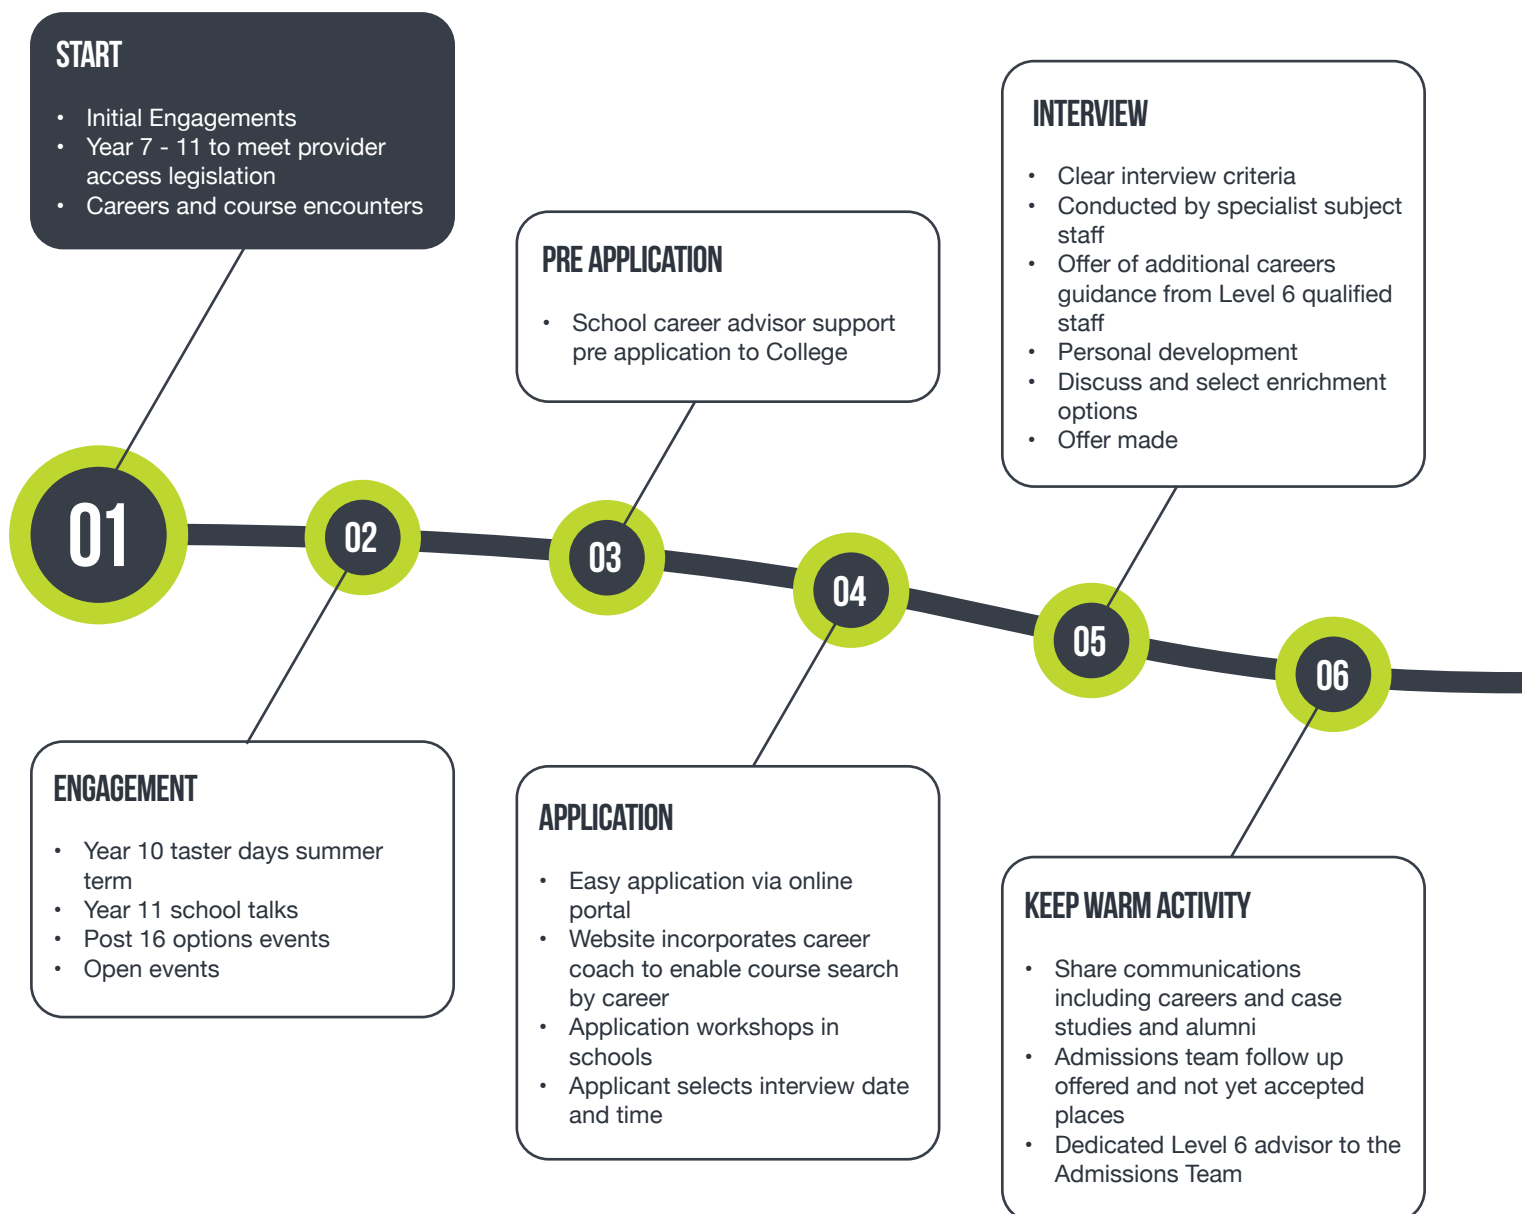 START
• Initial Engagements
• Year 7 - 11 to meet provider
access legislation
• Careers and course encounters
PRE APPLICATION
• School career advisor support
pre application to College
INTERVIEW
• Clear interview criteria
• Conducted by specialist subject
staff
• Offer of additional careers
guidance from Level 6 qualified
staff
• Personal development
• Discuss and select enrichment
options
• Offer made
01
02
03
04
05
06
ENGAGEMENT
• Year 10 taster days summer
term
• Year 11 school talks
• Post 16 options events
• Open events
APPLICATION
• Easy application via online
portal
• Website incorporates career
coach to enable course search
by career
• Application workshops in
schools
• Applicant selects interview date
and time
KEEP WARM ACTIVITY
• Share communications
including careers and case
studies and alumni
• Admissions team follow up
offered and not yet accepted
places
• Dedicated Level 6 advisor to the
Admissions Team